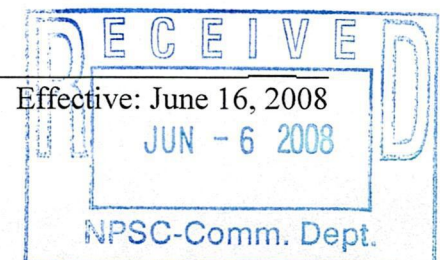 RECEIVED
Effective: June 16, 2008
JUN - 6 2008
NPSC-Comm. Dept.